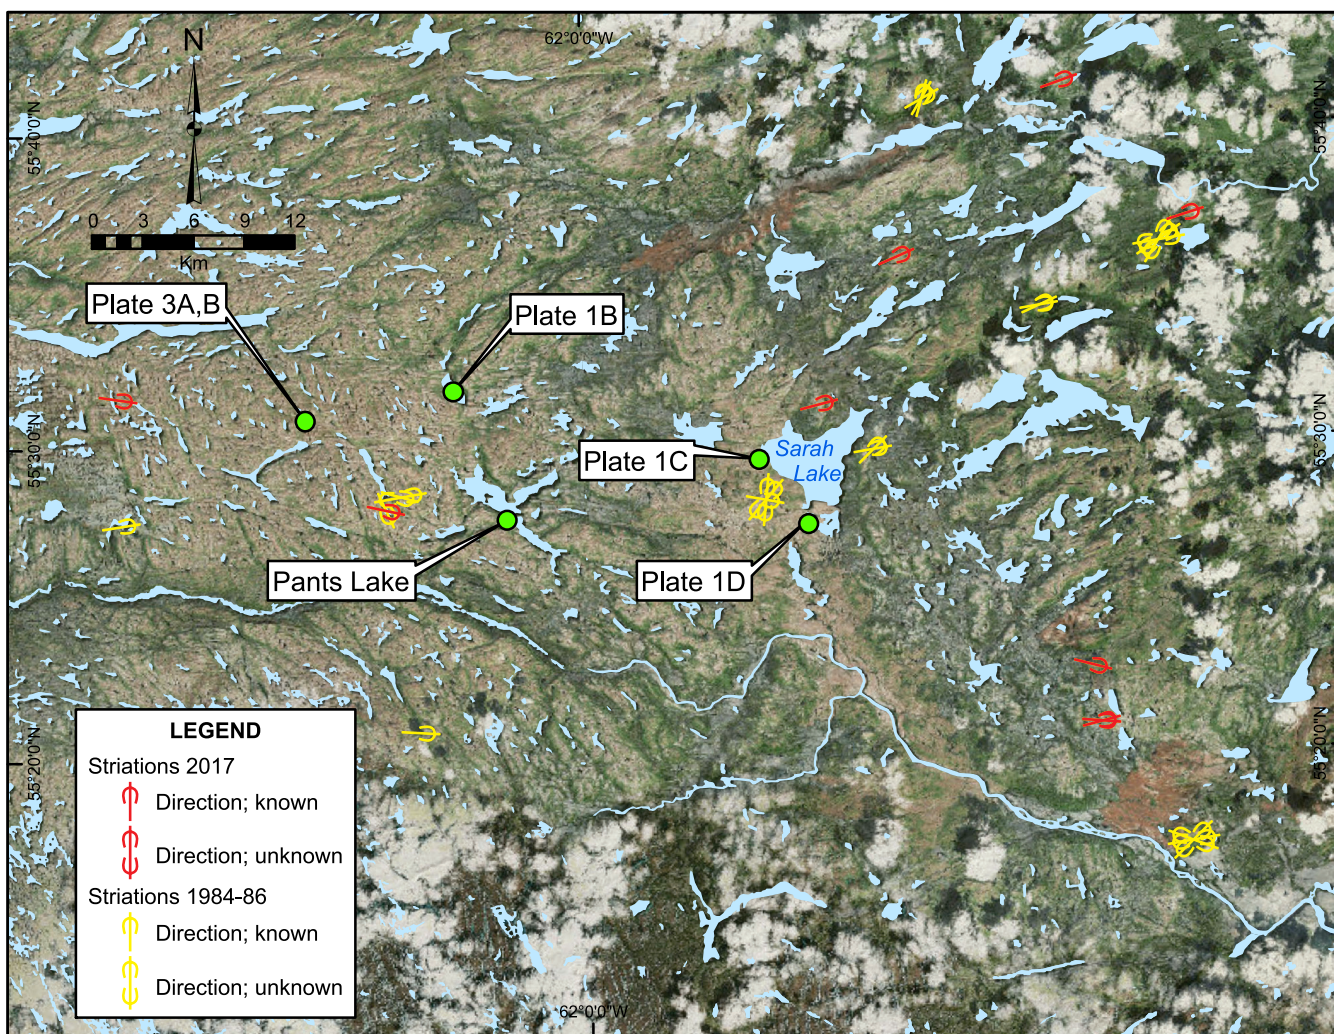 62°0'0"W
N
55°40'0"N
55°40'0"N
0 3 6 9 12
Km
Plate 3A,B
Plate 1B
55°30'0"N
55°30'0"N
Plate 1C
Sarah
Lake
Pants Lake
Plate 1D
55°20'0"N
55°20'0"N
LEGEND
Striations 2017
Direction; known
Direction; unknown
Striations 1984-86
Direction; known
Direction; unknown
62°0'0"W